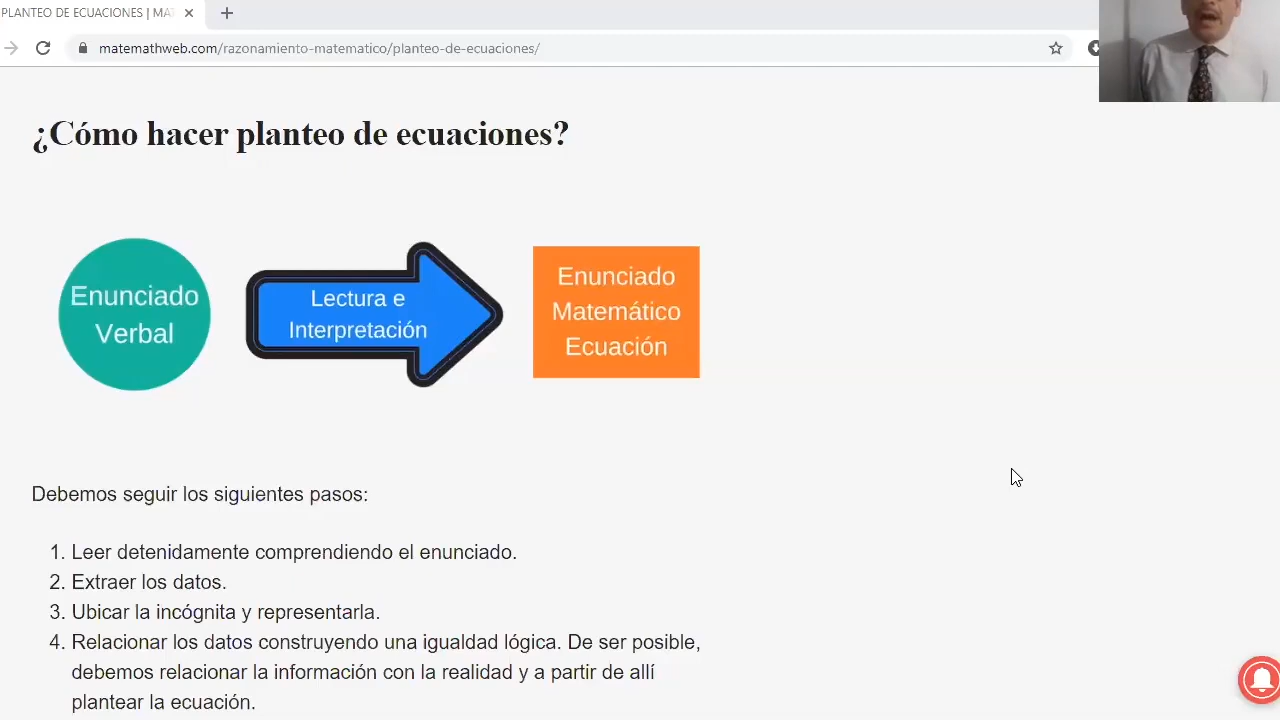 PLANTEO DE ECUACIONES | MA
matemathweb.com/razonamiento-matematico/planteo-de-ecuaciones/
¿Cómo hacer planteo de ecuaciones?
Enunciado
Verbal
Lectura e
Interpretación
Enunciado
Matemático
Ecuación
Debemos seguir los siguientes pasos:
1. Leer detenidamente comprendiendo el enunciado.
2. Extraer los datos.
3. Ubicar la incógnita y representarla.
4. Relacionar los datos construyendo una igualdad lógica. De ser posible,
debemos relacionar la información con la realidad y a partir de allí
plantear la ecuación.